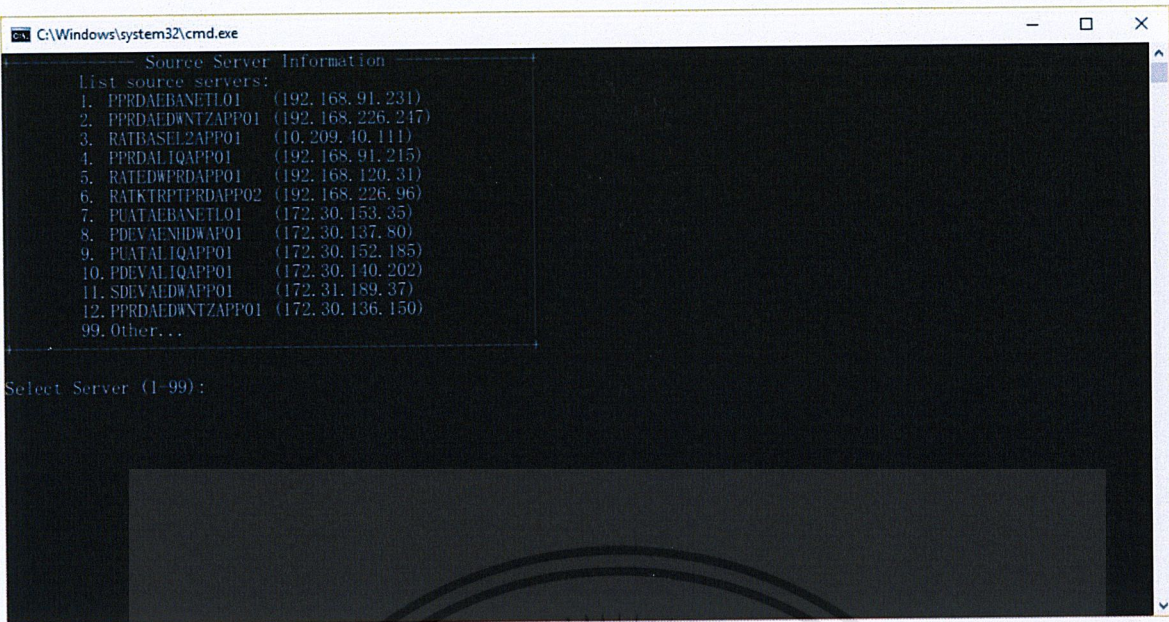 C:\Windows\system32\cmd.exe
Source Server Information
List source servers:
1. PPRDAEBANETL01 (192.168.91.231)
2. PPRDAEDWNTZAPP01 (192.168.226.247)
3. RATBASEL2APP01 (10.209.40.111)
4. PPRDALIQAPP01 (192.168.91.215)
5. RATEDWPRDAPP01 (192.168.120.31)
6. RATKTRPTPRDAPP02 (192.168.226.96)
7. PUATAEBANETL01 (172.30.153.35)
8. PDEVAENHDWAP01 (172.30.137.80)
9. PUATALIQAPP01 (172.30.152.185)
10. PDEVALIQAPP01 (172.30.140.202)
11. SDEVAEDWAPP01 (172.31.189.37)
12. PPRDAEDWNTZAPP01 (172.30.136.150)
99. Other...
Select Server (1-99):